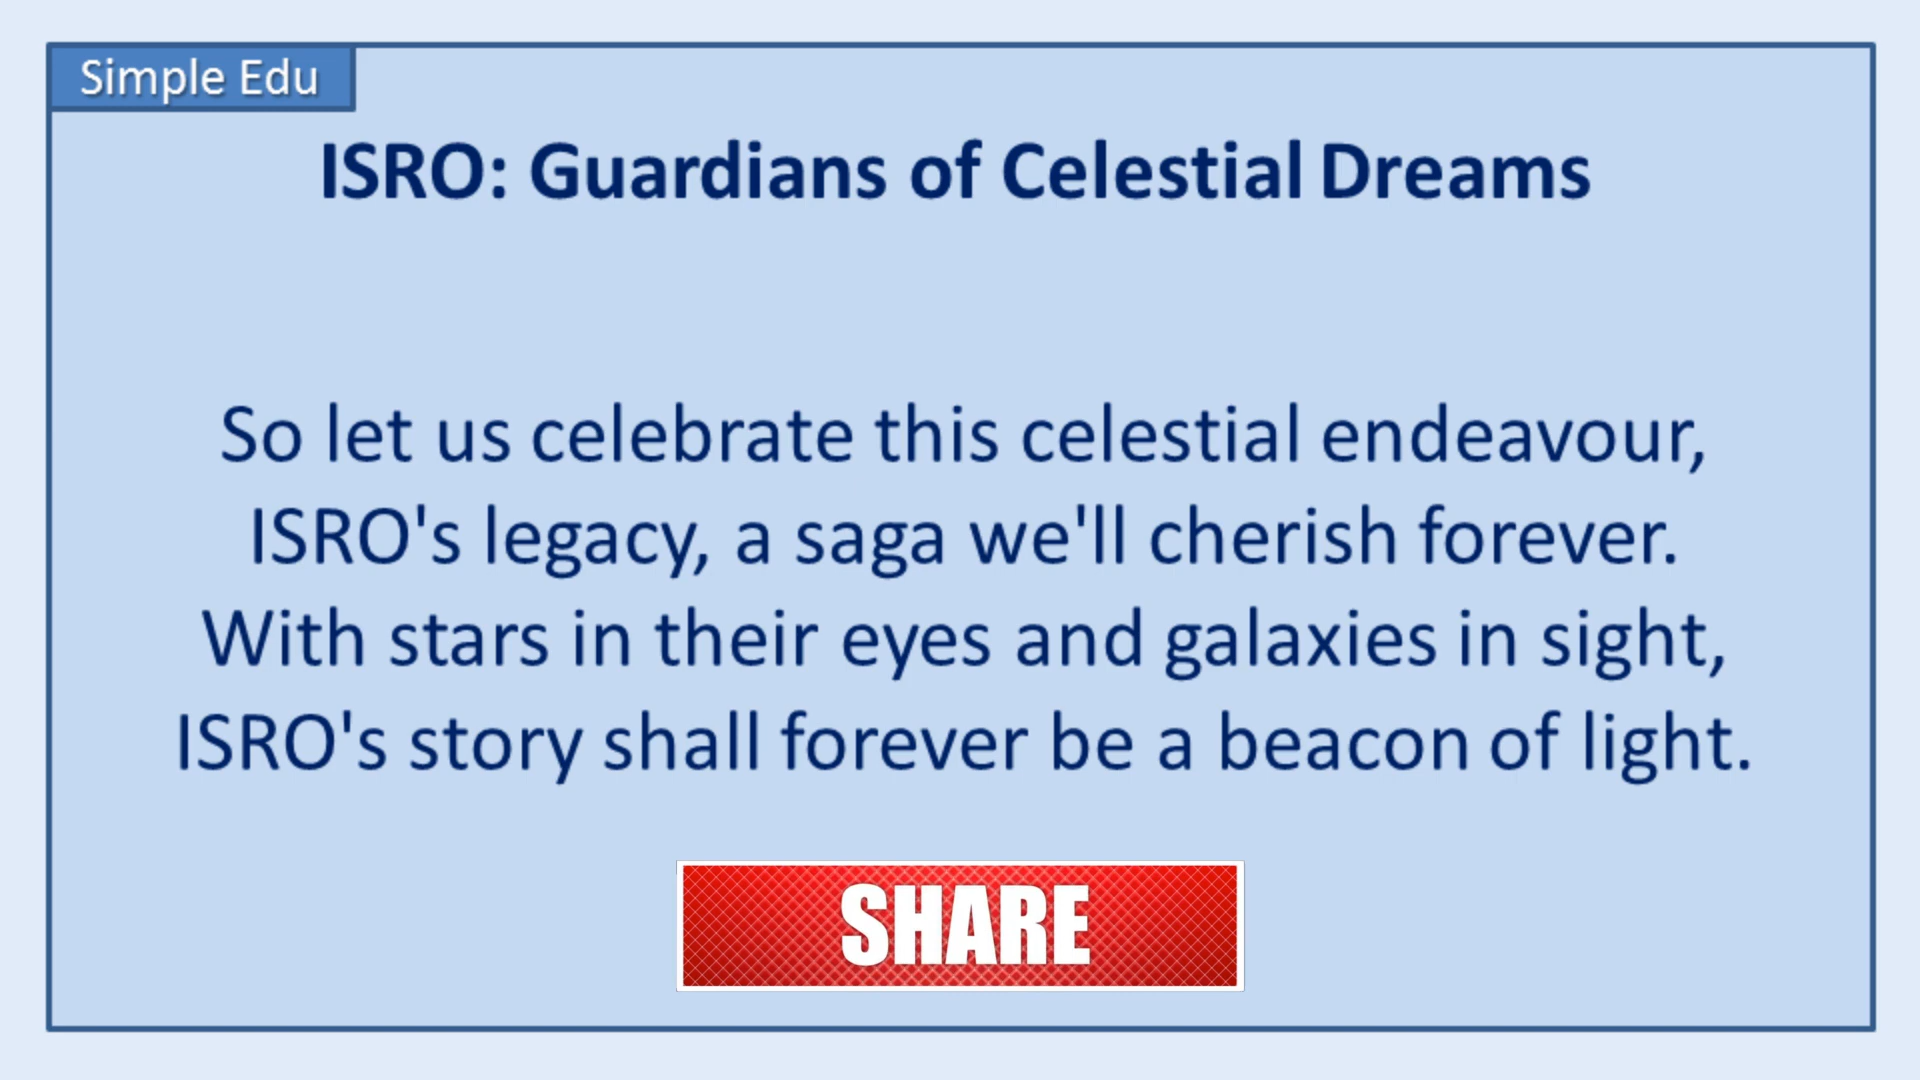 Simple Edu
ISRO: Guardians of Celestial Dreams
So let us celebrate this celestial endeavour,
ISRO's legacy, a saga we'll cherish forever.
With stars in their eyes and galaxies in sight,
ISRO's story shall forever be a beacon of light.
SHARE